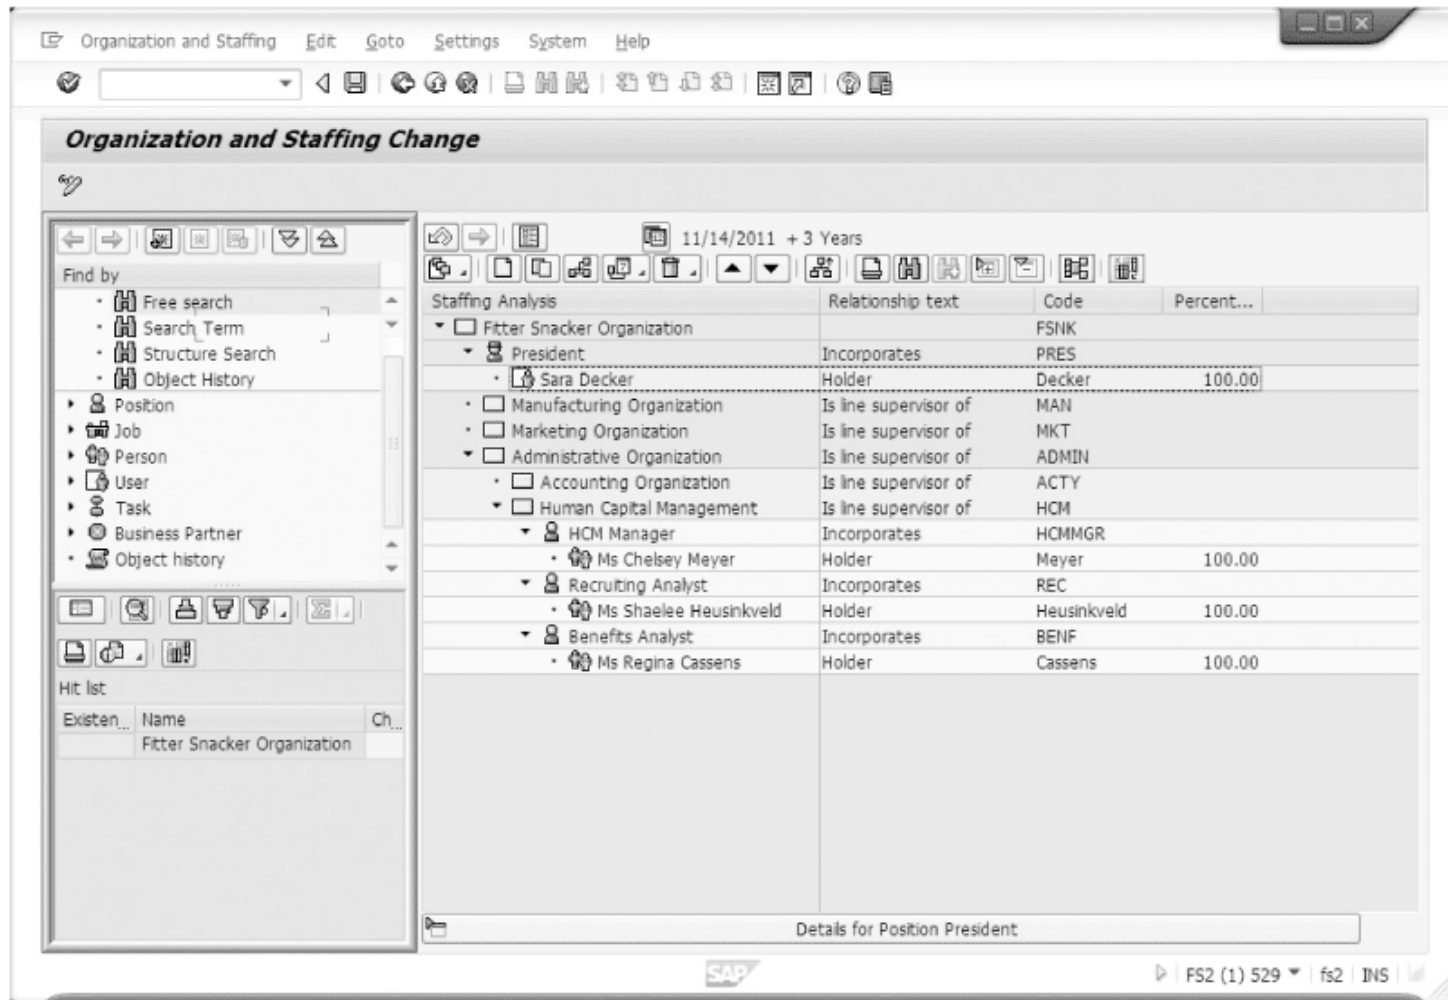 Organization and Staffing Edit Goto Settings System Help
Organization and Staffing Change
11/14/2011 + 3 Years
Find by
Free search
Search Term
Structure Search
Object History
Position
Job
Person
User
Task
Business Partner
Object history
Hit list
Existen... Name Ch...
Fitter Snacker Organization
Staffing Analysis Relationship text Code Percent...
Fitter Snacker Organization FSNK
President Incorporates PRES
Sara Decker Holder Decker 100.00
Manufacturing Organization Is line supervisor of MAN
Marketing Organization Is line supervisor of MKT
Administrative Organization Is line supervisor of ADMIN
Accounting Organization Is line supervisor of ACTY
Human Capital Management Is line supervisor of HCM
HCM Manager Incorporates HCMMGR
Ms Chelsey Meyer Holder Meyer 100.00
Recruiting Analyst Incorporates REC
Ms Shaelee Heusinkveld Holder Heusinkveld 100.00
Benefits Analyst Incorporates BENF
Ms Regina Cassens Holder Cassens 100.00
Details for Position President
SAP
FS2 (1) 529 fs2 INS